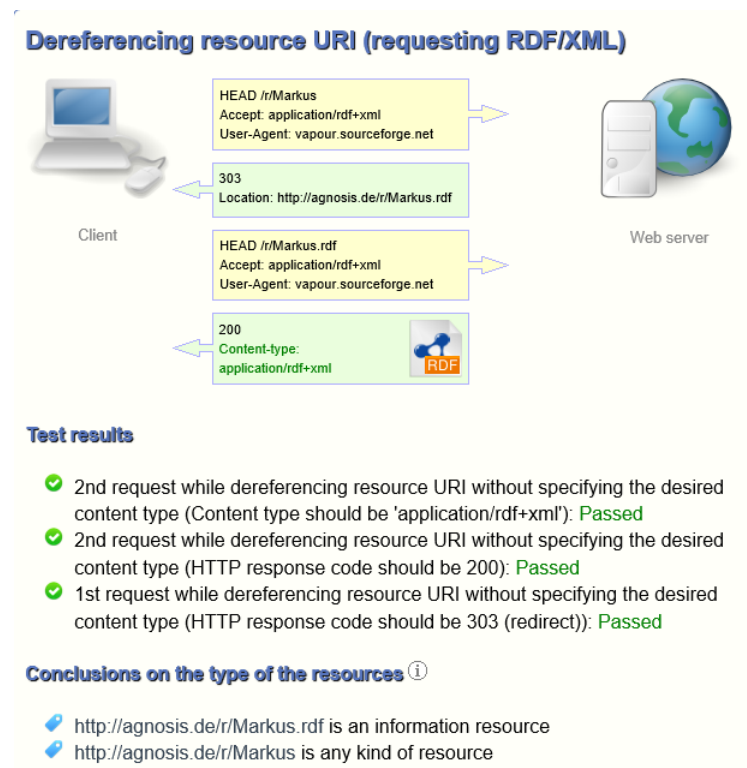 Dereferencing resource URI (requesting RDF/XML)
HEAD /r/Markus
Accept: application/rdf+xml
User-Agent: vapour.sourceforge.net
303
Location: http://agnosis.de/r/Markus.rdf
Client
Web server
HEAD /r/Markus.rdf
Accept: application/rdf+xml
User-Agent: vapour.sourceforge.net
200
Content-type:
application/rdf+xml
RDF
Test results
2nd request while dereferencing resource URI without specifying the desired
content type (Content type should be 'application/rdf+xml'): Passed
2nd request while dereferencing resource URI without specifying the desired
content type (HTTP response code should be 200): Passed
1st request while dereferencing resource URI without specifying the desired
content type (HTTP response code should be 303 (redirect)): Passed
Conclusions on the type of the resources i
http://agnosis.de/r/Markus.rdf is an information resource
http://agnosis.de/r/Markus is any kind of resource